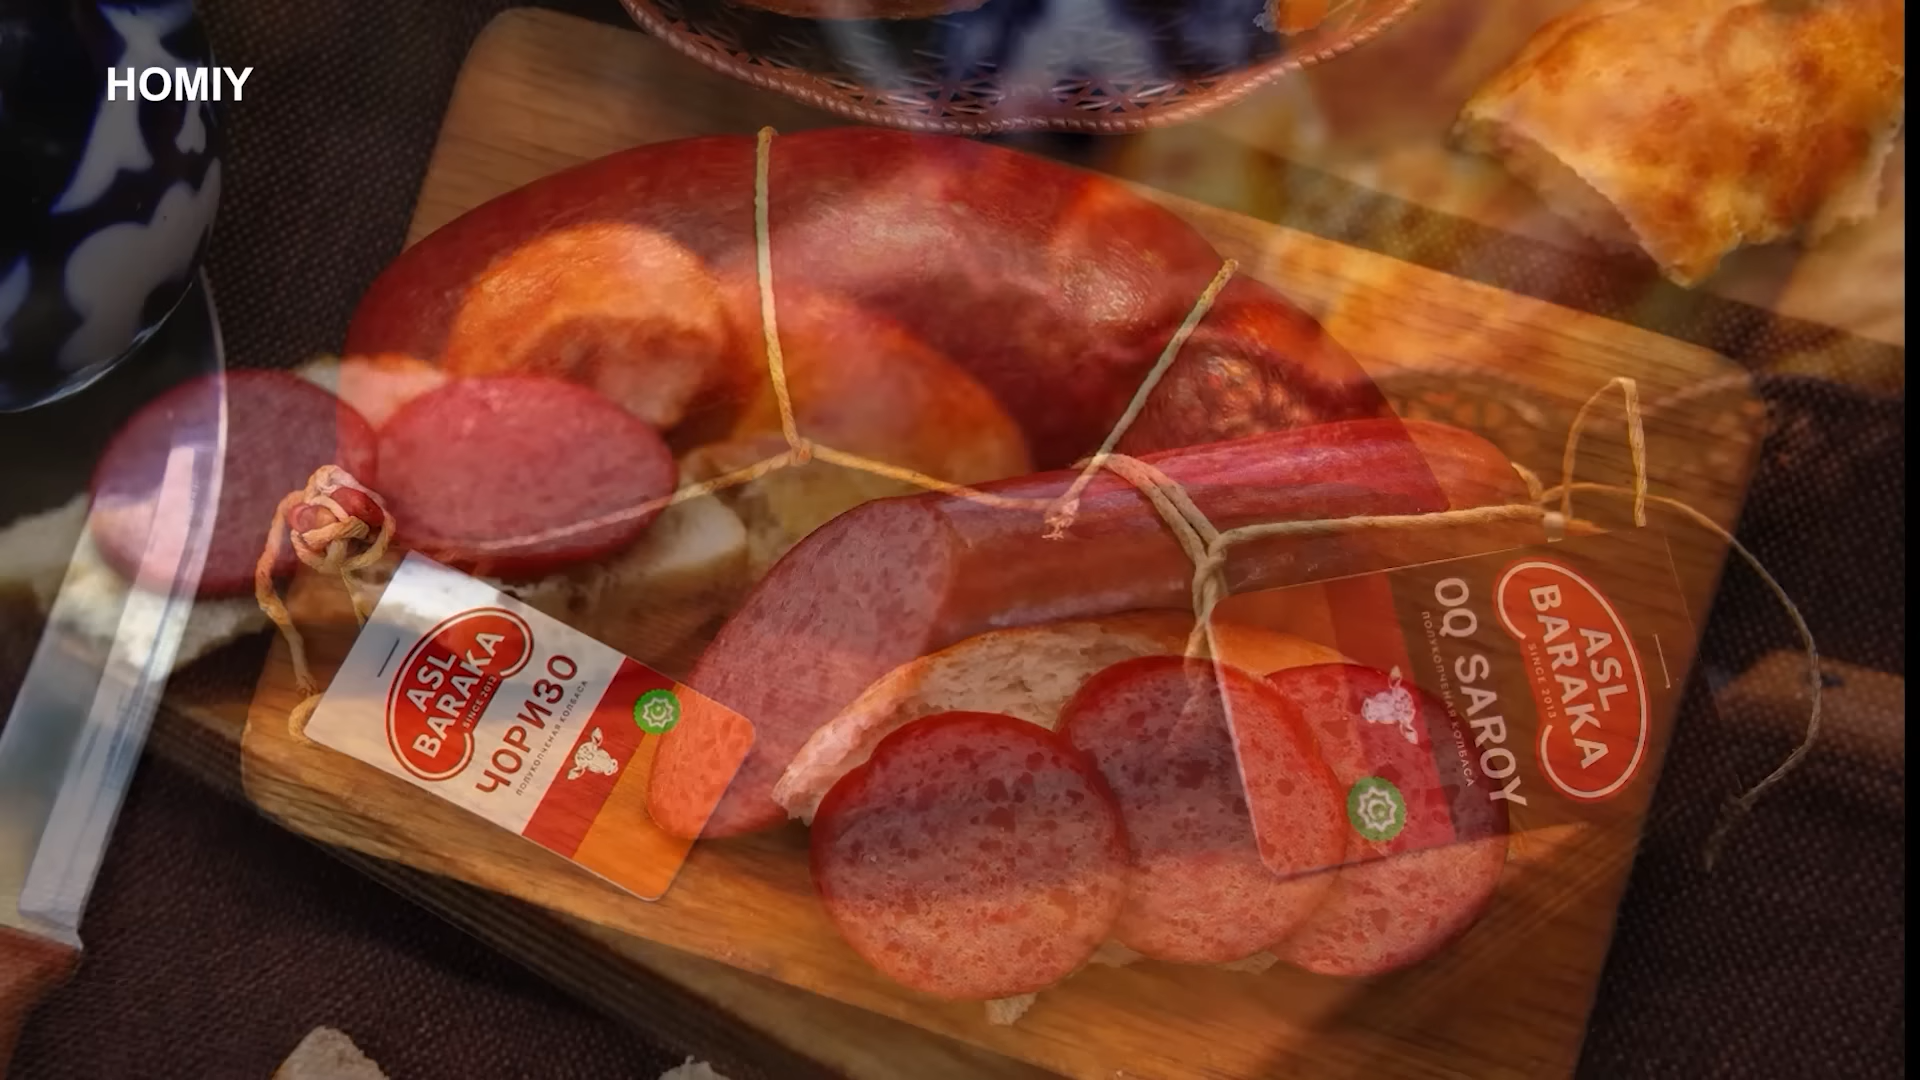 HOMIY
ASL
BARAKA
SINCE 2013
ЧОРИЗО
ПОЛУКОПЧЕНАЯ КОЛБАСА
ASL
BARAKA
SINCE 2013
OQ SAROY
ПОЛУКОПЧЕНАЯ КОЛБАСА